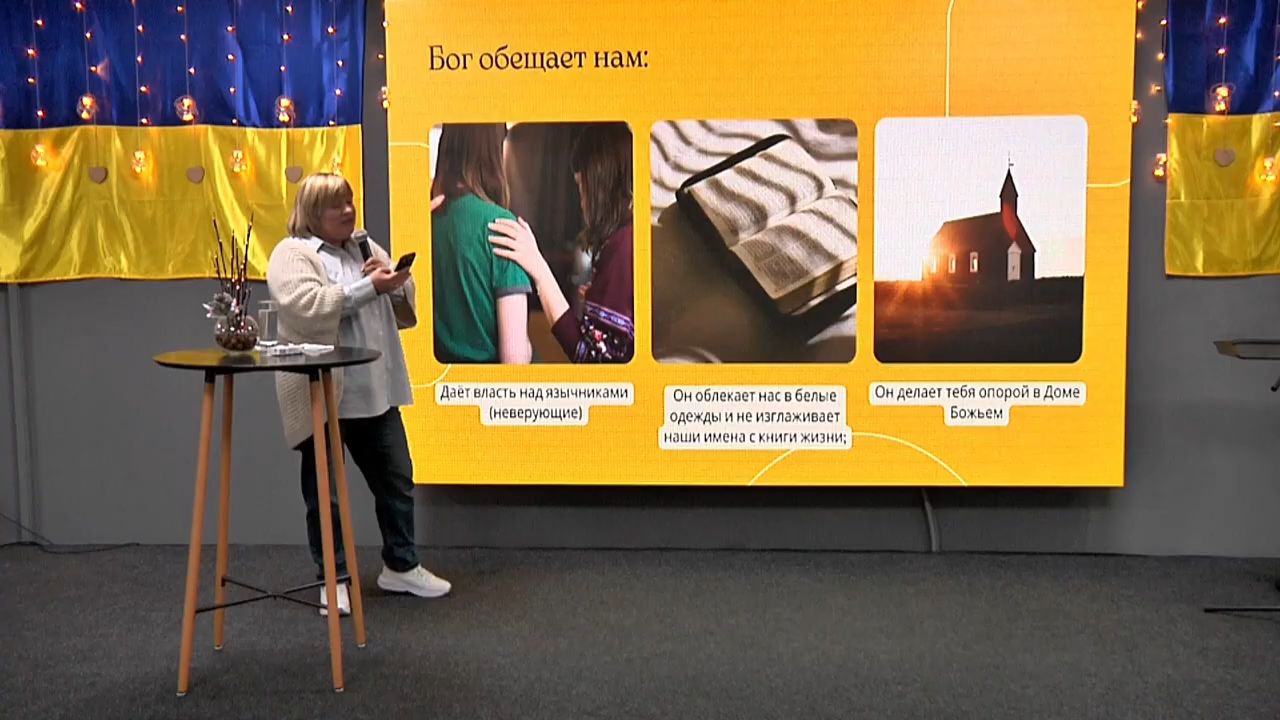 Бог обещает нам:
Даёт власть над язычниками
(неверующие)
Он облекает нас в белые
одежды и не изглаживает
наши имена с книги жизни;
Он делает тебя опорой в Доме
Божьем